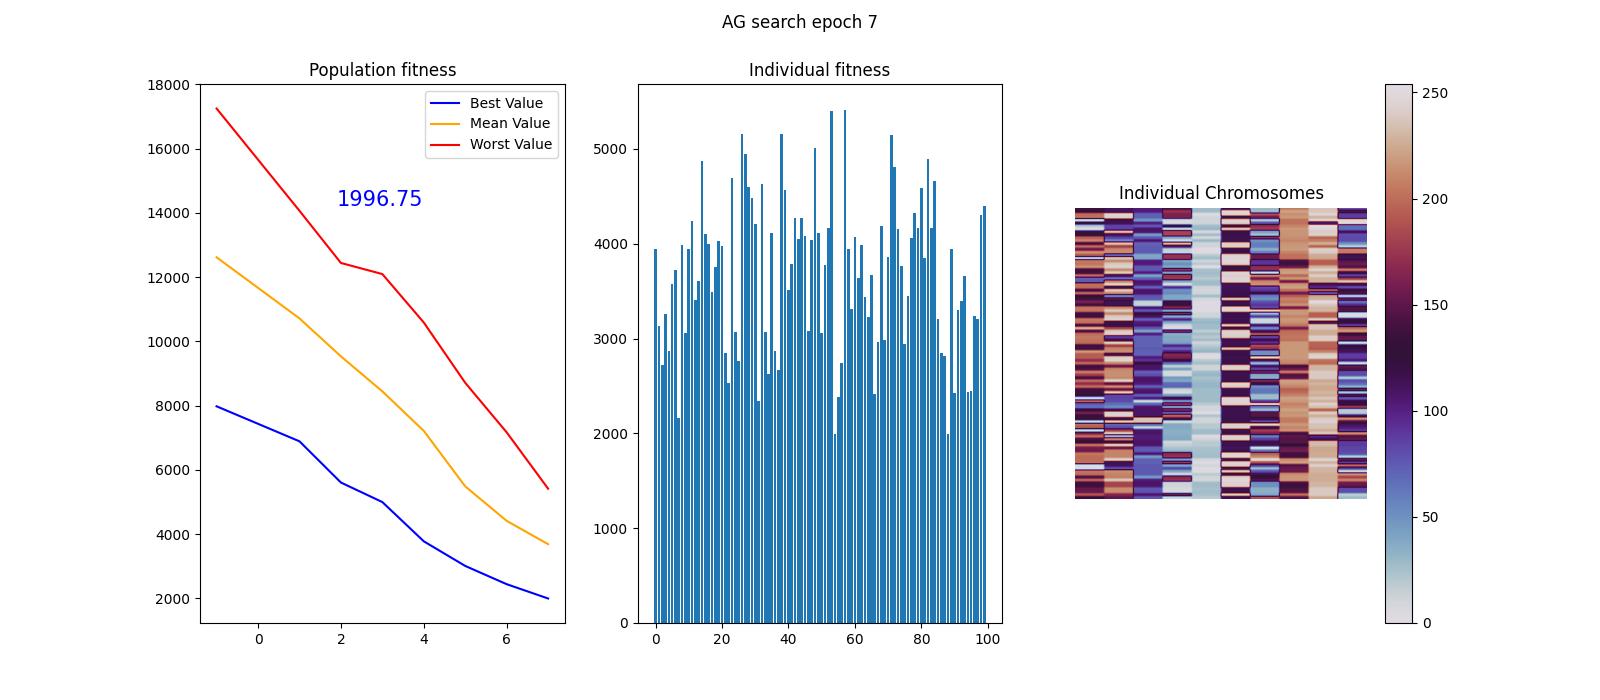 AG search epoch 7
Population fitness
18000
16000
14000
12000
10000
8000
6000
4000
2000
0 2 4 6
Best Value
Mean Value
Worst Value
1996.75
Individual fitness
5000
4000
3000
2000
1000
0
0 20 40 60 80 100
Individual Chromosomes
250
200
150
100
50
0